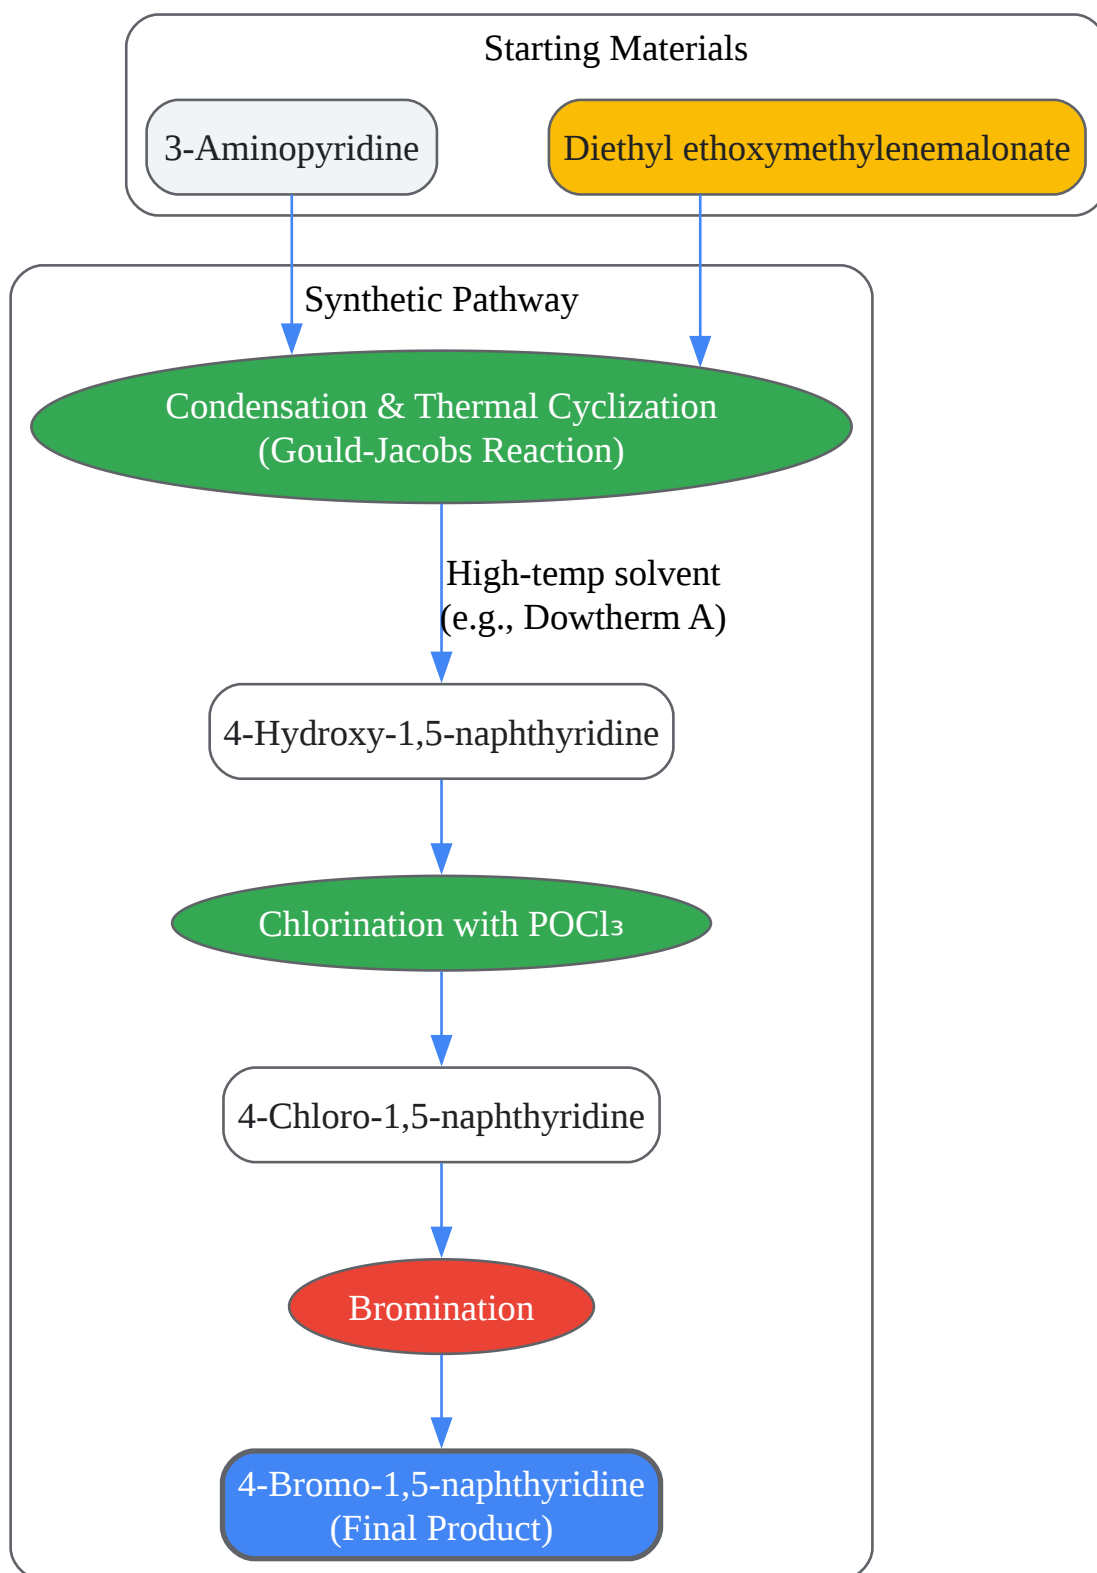 Starting Materials
3-Aminopyridine
Diethyl ethoxymethylenemalonate
Synthetic Pathway
Condensation & Thermal Cyclization
(Gould-Jacobs Reaction)
High-temp solvent
(e.g., Dowtherm A)
4-Hydroxy-1,5-naphthyridine
Chlorination with POCl₃
4-Chloro-1,5-naphthyridine
Bromination
4-Bromo-1,5-naphthyridine
(Final Product)